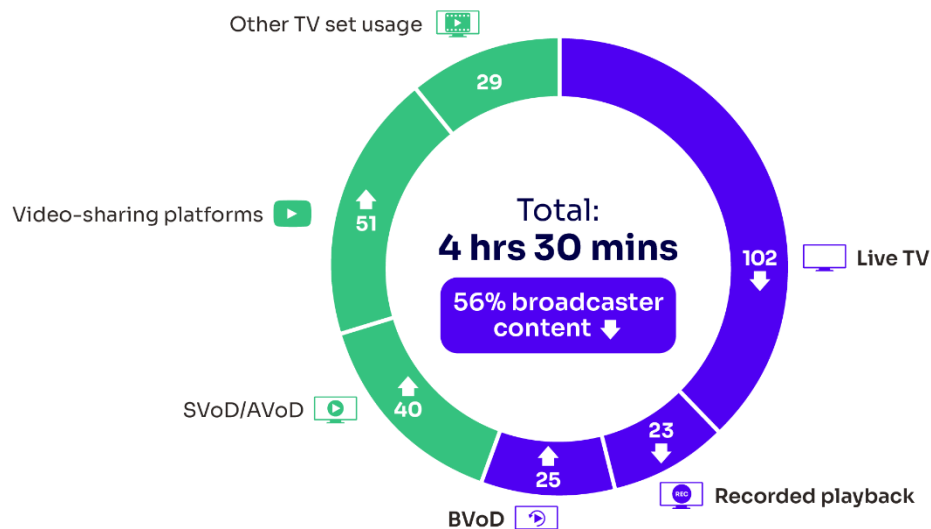 Other TV set usage
29
Video-sharing platforms
51
Total:
4 hrs 30 mins
56% broadcaster
content
102
Live TV
SVoD/AVoD
40
23
REC
Recorded playback
25
BVoD